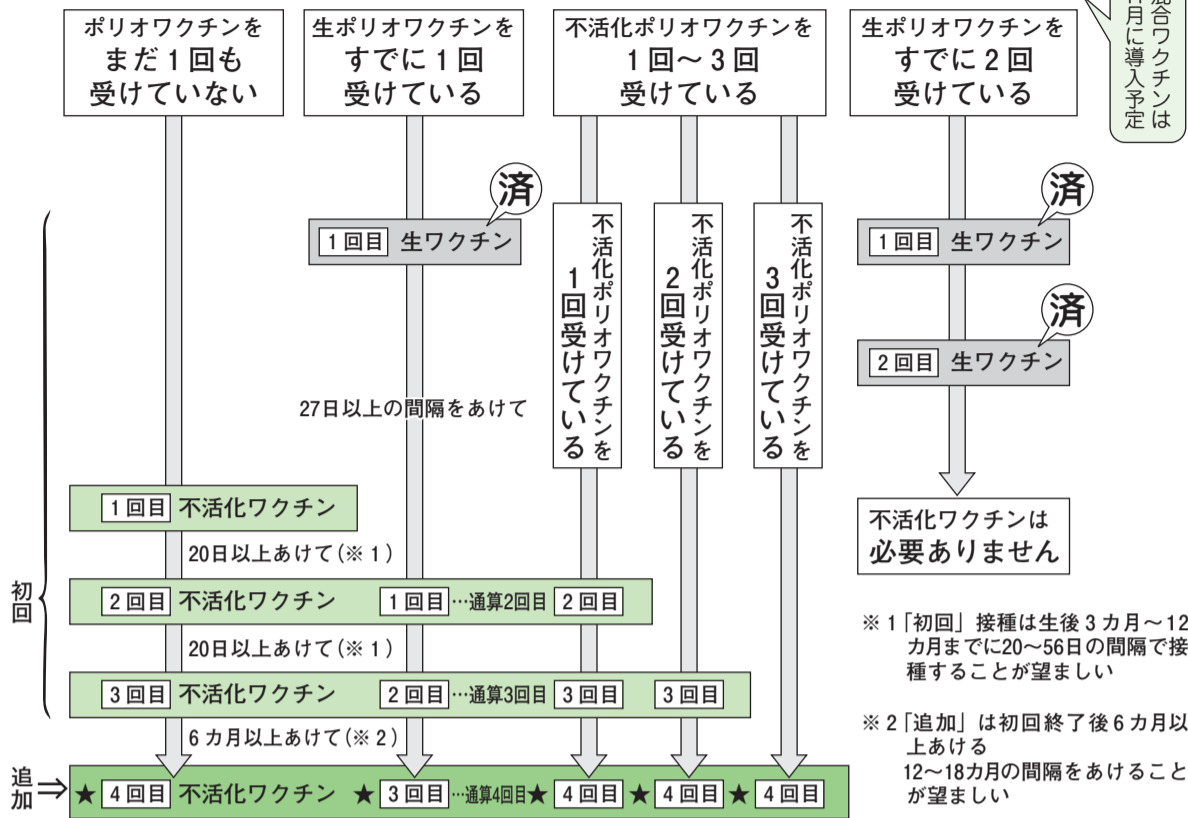 ポリオワクチンを
まだ1回も
受けていない
生ポリオワクチンを
すでに1回
受けている
不活化ポリオワクチンを
1回～3回
受けている
生ポリオワクチンを
すでに2回
受けている
混合ワクチンは
月に導入予定
済
1回目 生ワクチン
27日以上の間隔をあけて
不活化ポリオワクチンを
1回受けている
不活化ポリオワクチンを
2回受けている
不活化ポリオワクチンを
3回受けている
済
1回目 生ワクチン
済
2回目 生ワクチン
不活化ワクチンは
必要ありません
初回
1回目 不活化ワクチン
20日以上あけて(※1)
2回目 不活化ワクチン 1回目…通算2回目 2回目
20日以上あけて(※1)
3回目 不活化ワクチン 2回目…通算3回目 3回目 3回目
6カ月以上あけて(※2)
追加⇒★4回目 不活化ワクチン ★3回目…通算4回目★4回目★4回目★4回目
※1「初回」接種は生後3カ月～12
カ月までに20～56日の間隔で接
種することが望ましい
※2「追加」は初回終了後6カ月以
上あける
12～18カ月の間隔をあけること
が望ましい